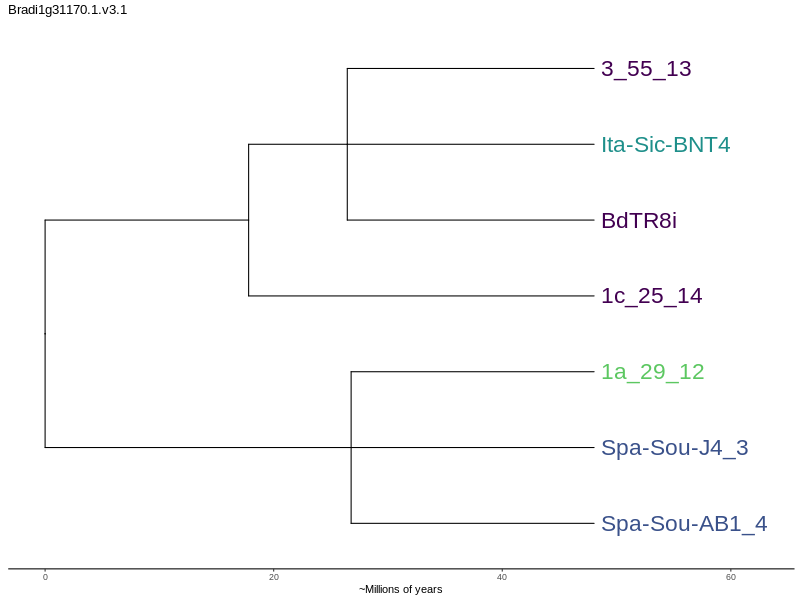 Bradi1g31170.1.v3.1
3_55_13
Ita-Sic-BNT4
BdTR8i
1c_25_14
1a_29_12
Spa-Sou-J4_3
Spa-Sou-AB1_4
0 20 40 60
~Millions of years